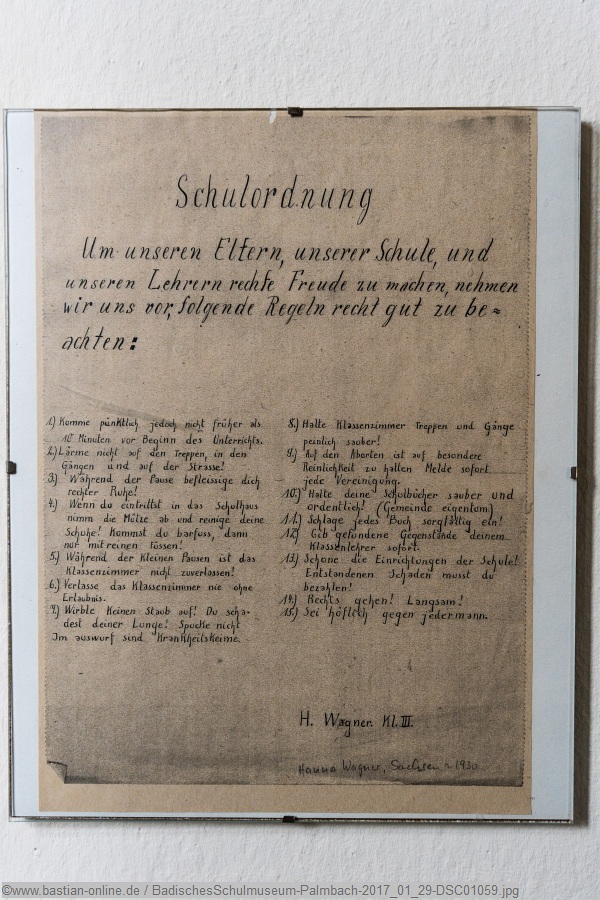 Schulordnung
Um unseren Eltern, unserer Schule, und
unseren Lehrern rechte Freude zu machen, nehmen
wir uns vor, folgende Regeln recht gut zu be=
achten:
1.) Komme pünktlich, jedoch nicht früher als
10 Minuten vor Beginn des Unterrichts.
2.) Lärme nicht auf den Treppen, in den
Gängen und auf der Strasse!
3.) Während der Pause befleissige dich
rechter Ruhe!
4.) Wenn du eintrittst in das Schulhaus
nimm die Mütze ab und reinige deine
Schuhe! Kommst du barfuss, dann
nur mit reinen Füssen!
5.) Während der kleinen Pausen ist das
Klassenzimmer nicht zu verlassen!
6.) Verlasse das Klassenzimmer nie ohne
Erlaubnis.
7.) Wirble keinen Staub auf! Du scha-
dest deiner Lunge! Spucke nicht
Im auswurf sind Krankheitskeime.
8.) Halte Klassenzimmer Treppen und Gänge
peinlich sauber!
9.) Auf den Aborten ist auf besondere
Reinlichkeit zu halten Melde sofort
jede Vereinigung.
10.) Halte deine Schulbücher sauber und
ordentlich! (Gemeinde eigentom)
11.) Schlage jedes Buch sorgfältig ein!
12.) Gib gefundene Gegenstände deinem
Klassenlehrer sofort.
13.) Schone die Einrichtungen der Schule!
Entstandenen Schaden musst du
bezahlen!
14.) Rechts gehen! Langsam!
15.) Sei höflich gegen jedermann.
H. Wagner. Kl. III.
Hanna Wagner, Sachsen ~ 1930
©www.bastian-online.de / BadischesSchulmuseum-Palmbach-2017_01_29-DSC01059.jpg